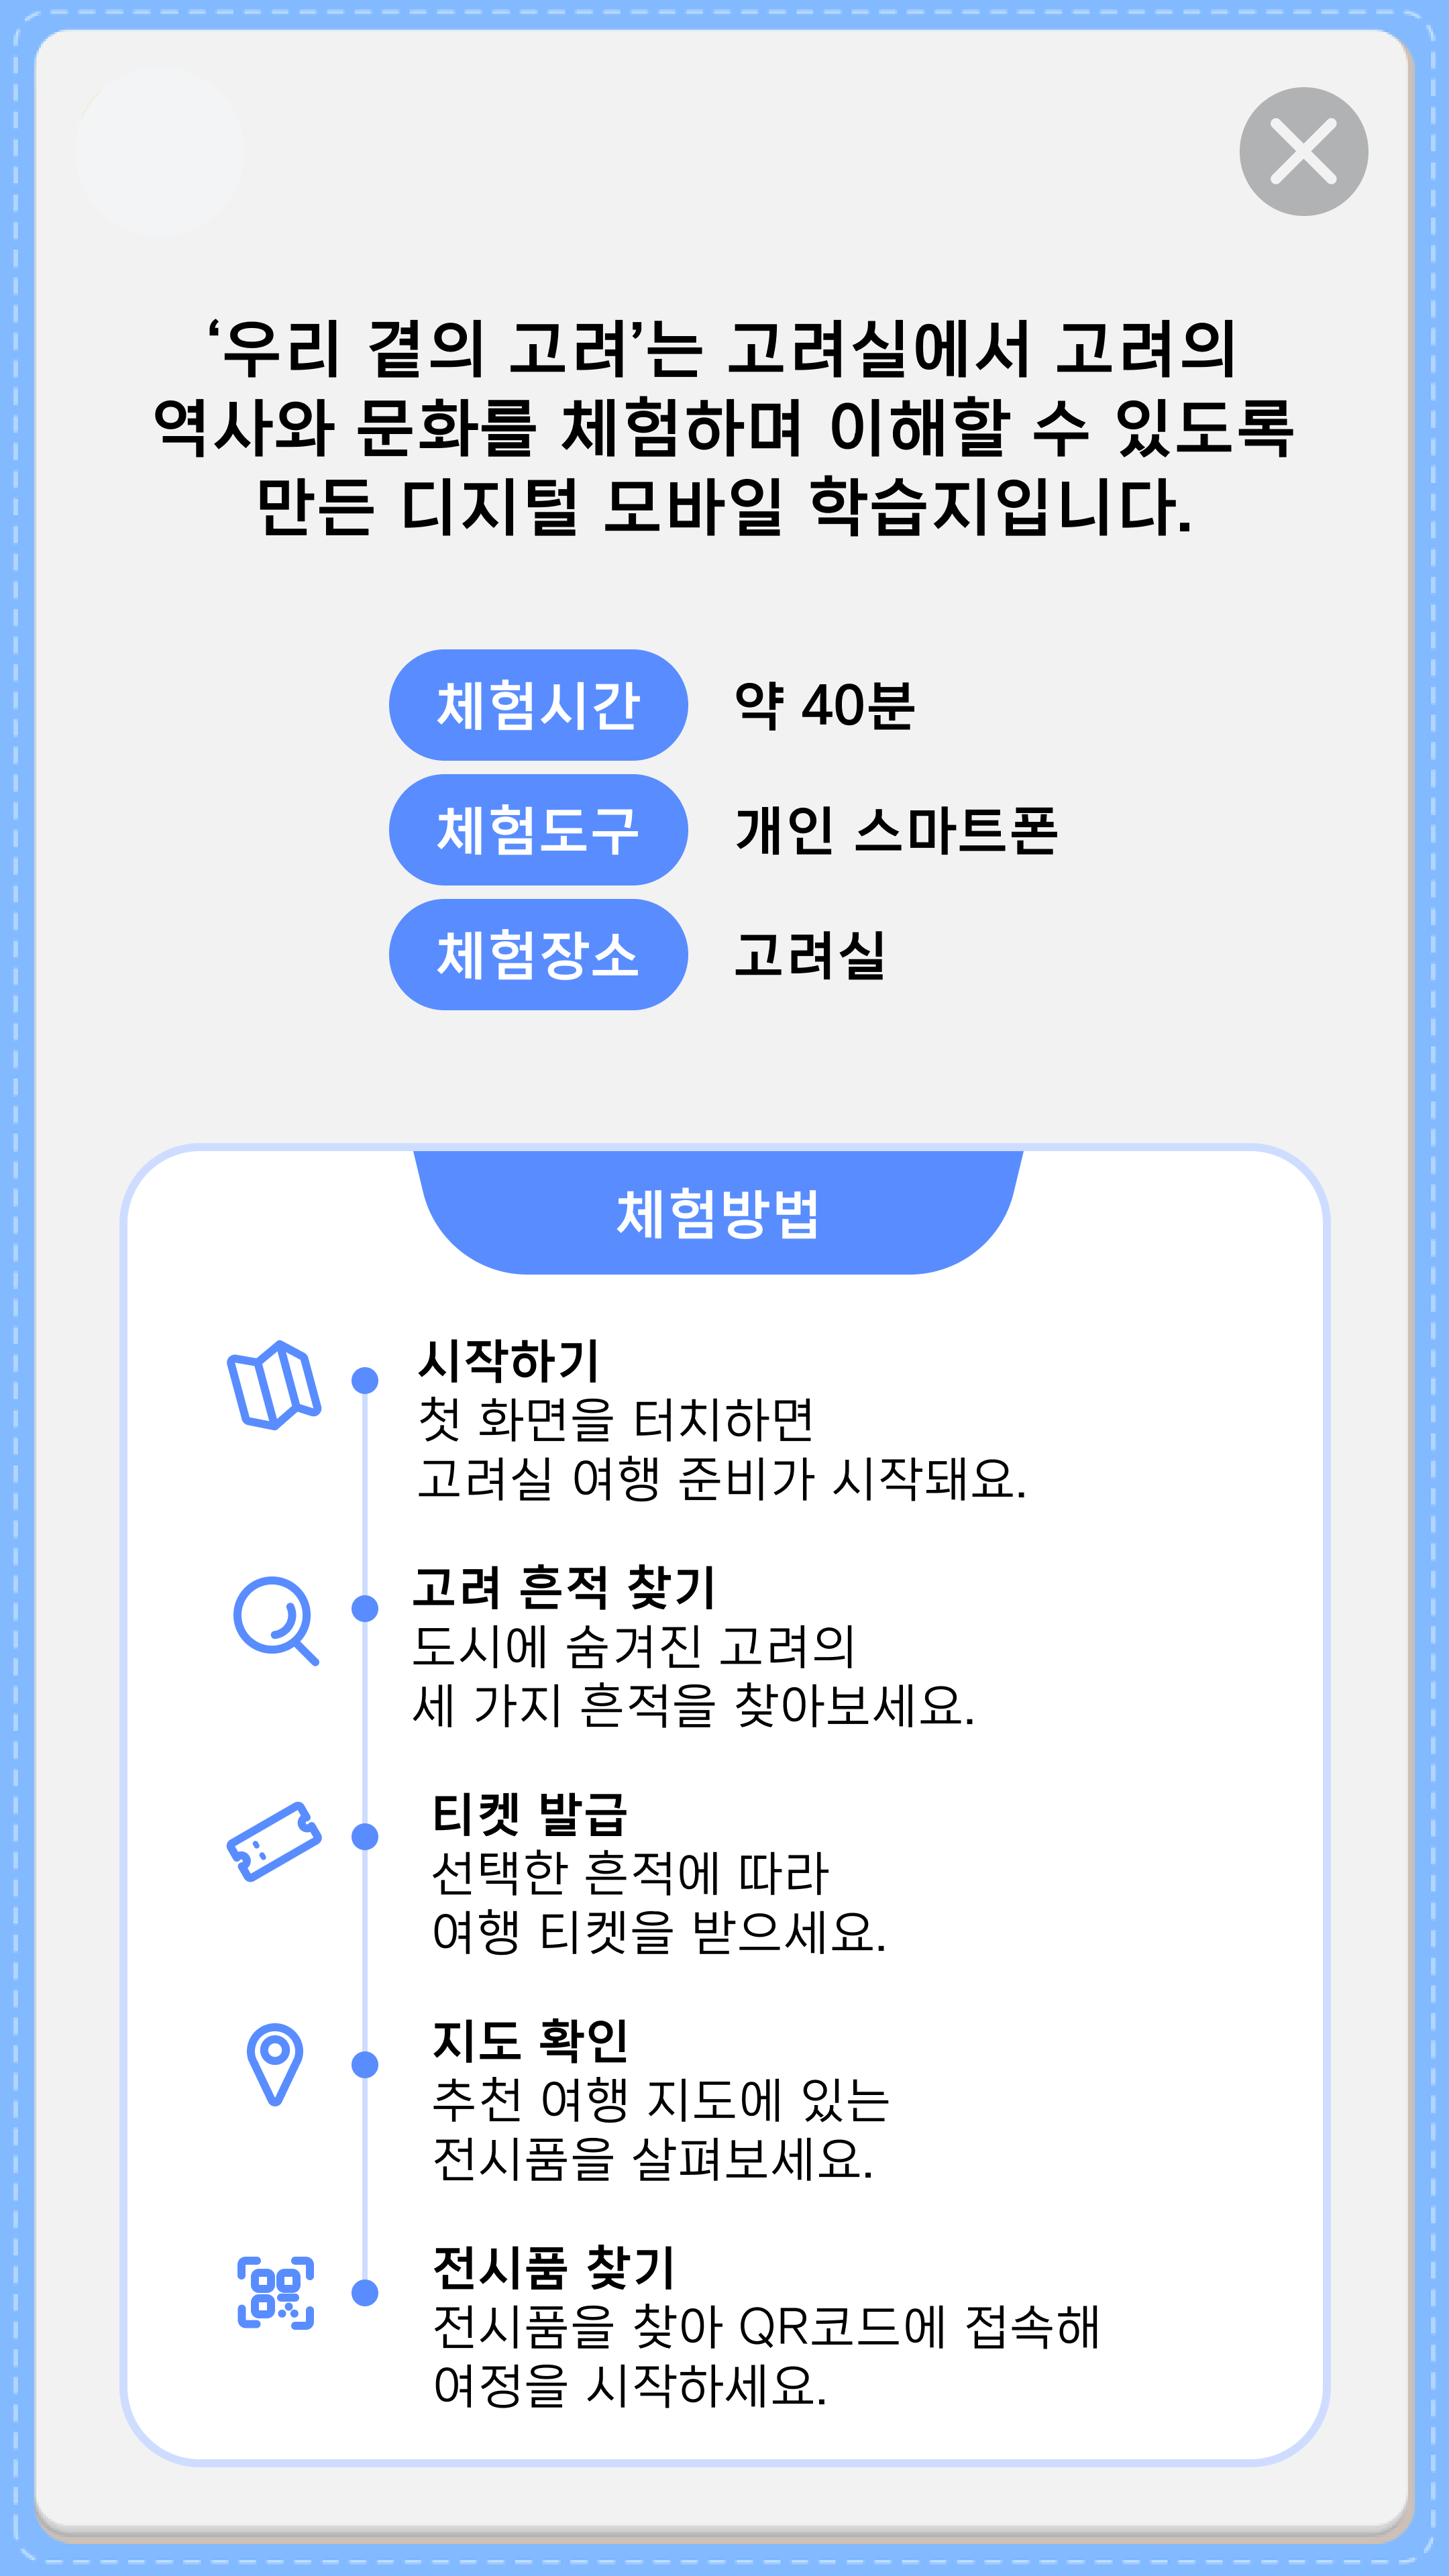 ‘우리 곁의 고려’는 고려실에서 고려의
역사와 문화를 체험하며 이해할 수 있도록
만든 디지털 모바일 학습지입니다.
체험시간 약 40분
체험도구 개인 스마트폰
체험장소 고려실
체험방법
시작하기
첫 화면을 터치하면
고려실 여행 준비가 시작돼요.
고려 흔적 찾기
도시에 숨겨진 고려의
세 가지 흔적을 찾아보세요.
티켓 발급
선택한 흔적에 따라
여행 티켓을 받으세요.
지도 확인
추천 여행 지도에 있는
전시품을 살펴보세요.
전시품 찾기
전시품을 찾아 QR코드에 접속해
여정을 시작하세요.